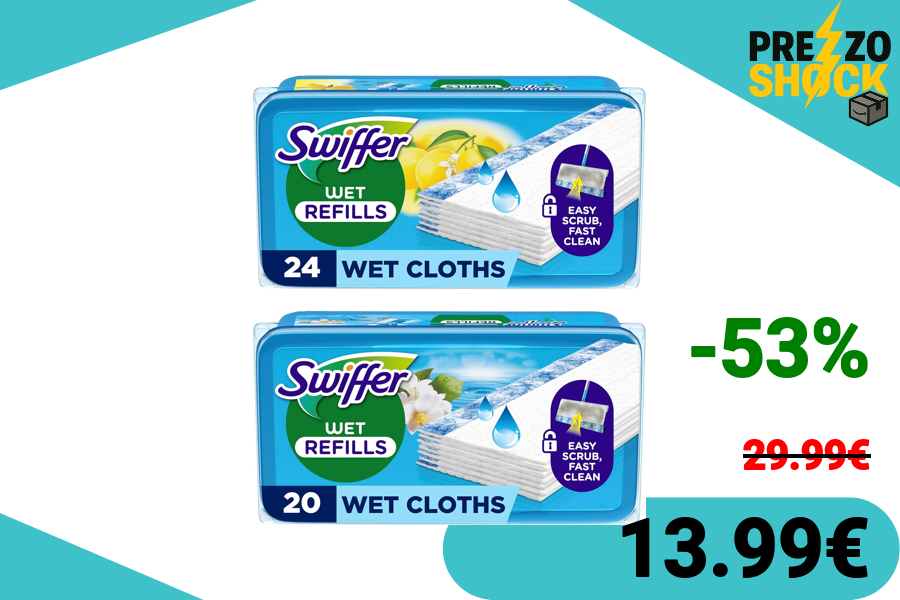 PREZZO
SHOCK
Swiffer
WET
REFILLS
EASY
SCRUB,
FAST
CLEAN
24 WET CLOTHS
Swiffer
WET
REFILLS
EASY
SCRUB,
FAST
CLEAN
20 WET CLOTHS
-53%
29.99€
13.99€